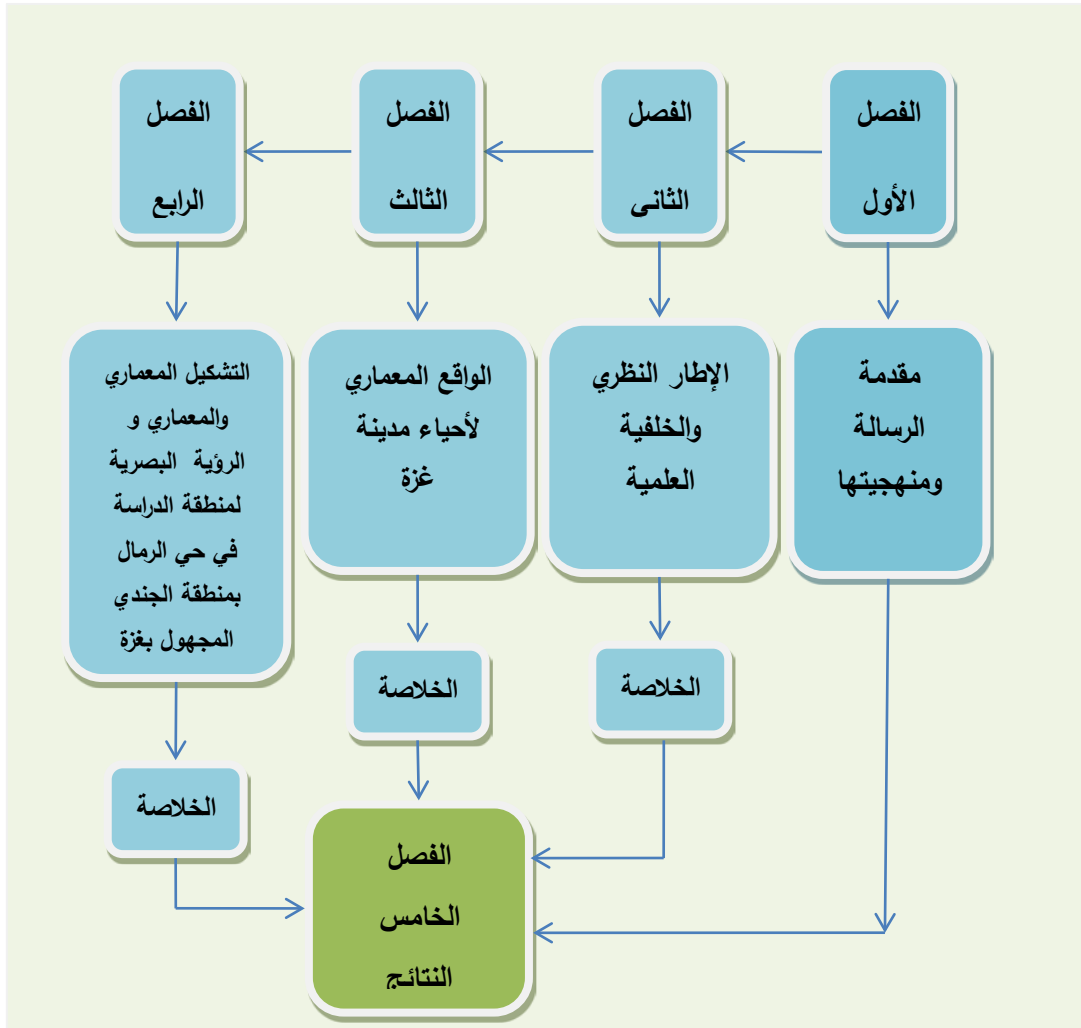 الفصل
الأول
الفصل
الثانى
الفصل
الثالث
الفصل
الرابع
مقدمة
الرسالة
ومنهجيتها
الإطار النظري
والخلفية
العلمية
الواقع المعماري
لأحياء مدينة
غزة
التشكيل المعماري
والمعماري و
الرؤية البصرية
لمنطقة الدراسة
في حي الرمال
بمنطقة الجندي
المجهول بغزة
الخلاصة
الخلاصة
الخلاصة
الفصل
الخامس
النتائج